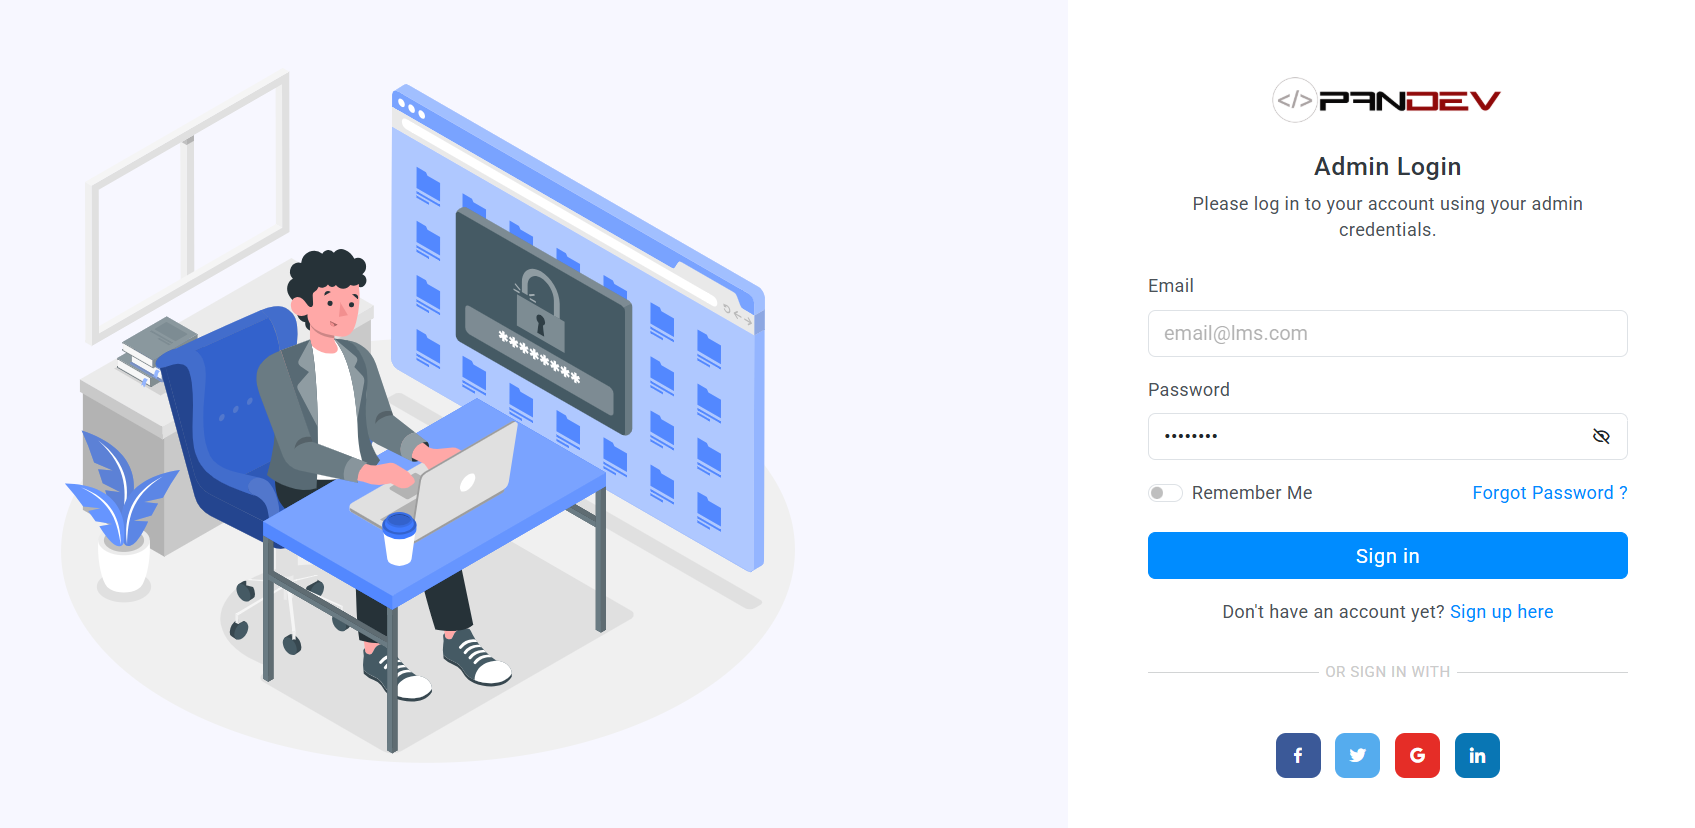 </> PANDEV
Admin Login
Please log in to your account using your admin
credentials.
Email
email@lms.com
Password
••••••••
Remember Me
Forgot Password ?
Sign in
Don't have an account yet? Sign up here
OR SIGN IN WITH
f
G
in
********